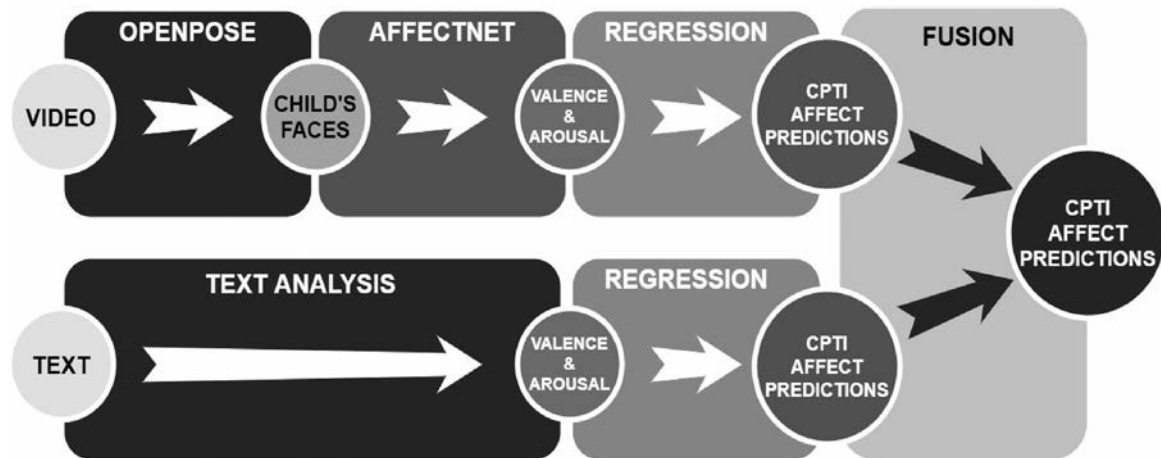 OPENPOSE
AFFECTNET
REGRESSION
FUSION
VIDEO
CHILD'S
FACES
VALENCE
&
AROUSAL
CPTI
AFFECT
PREDICTIONS
CPTI
AFFECT
PREDICTIONS
TEXT ANALYSIS
REGRESSION
TEXT
VALENCE
&
AROUSAL
CPTI
AFFECT
PREDICTIONS